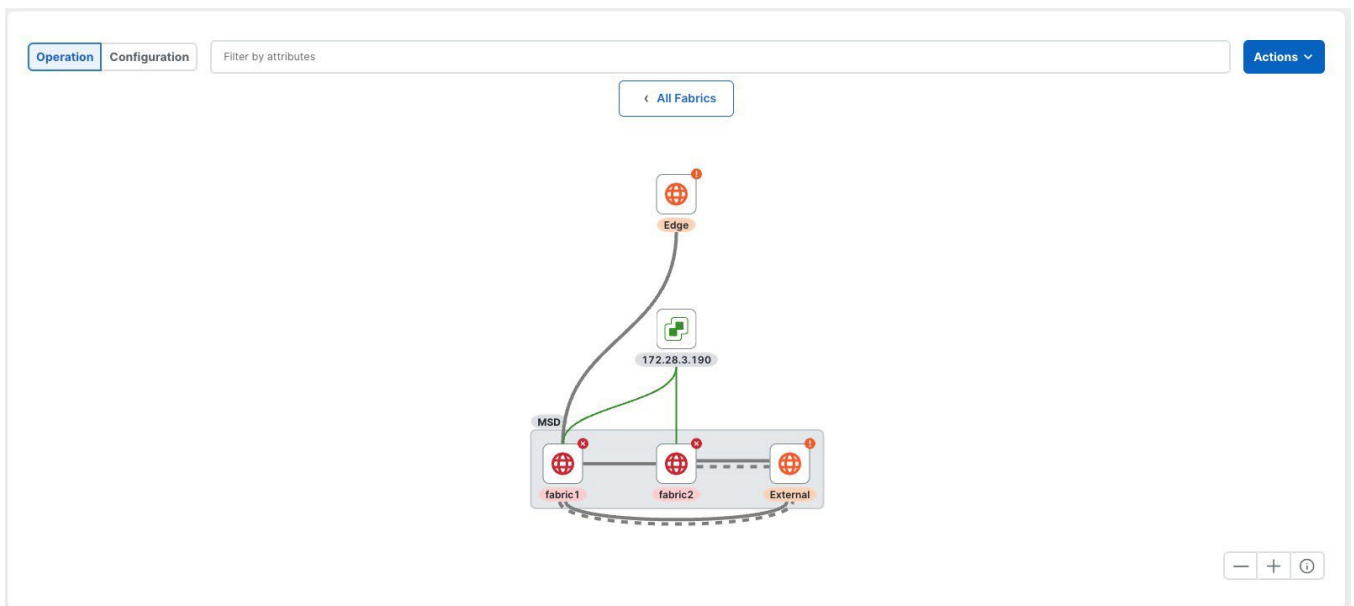 Operation Configuration Filter by attributes Actions
All Fabrics
Edge
172.28.3.190
MSD
fabric1 fabric2 External